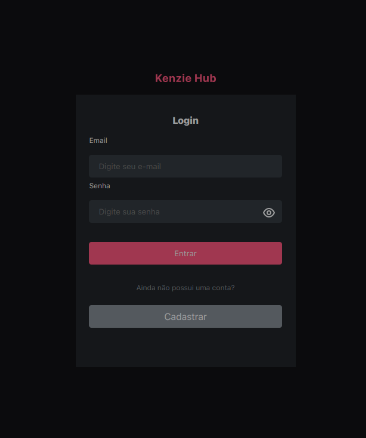 Kenzie Hub
Login
Email
Digite seu e-mail
Senha
Digite sua senha
Entrar
Ainda não possui uma conta?
Cadastrar